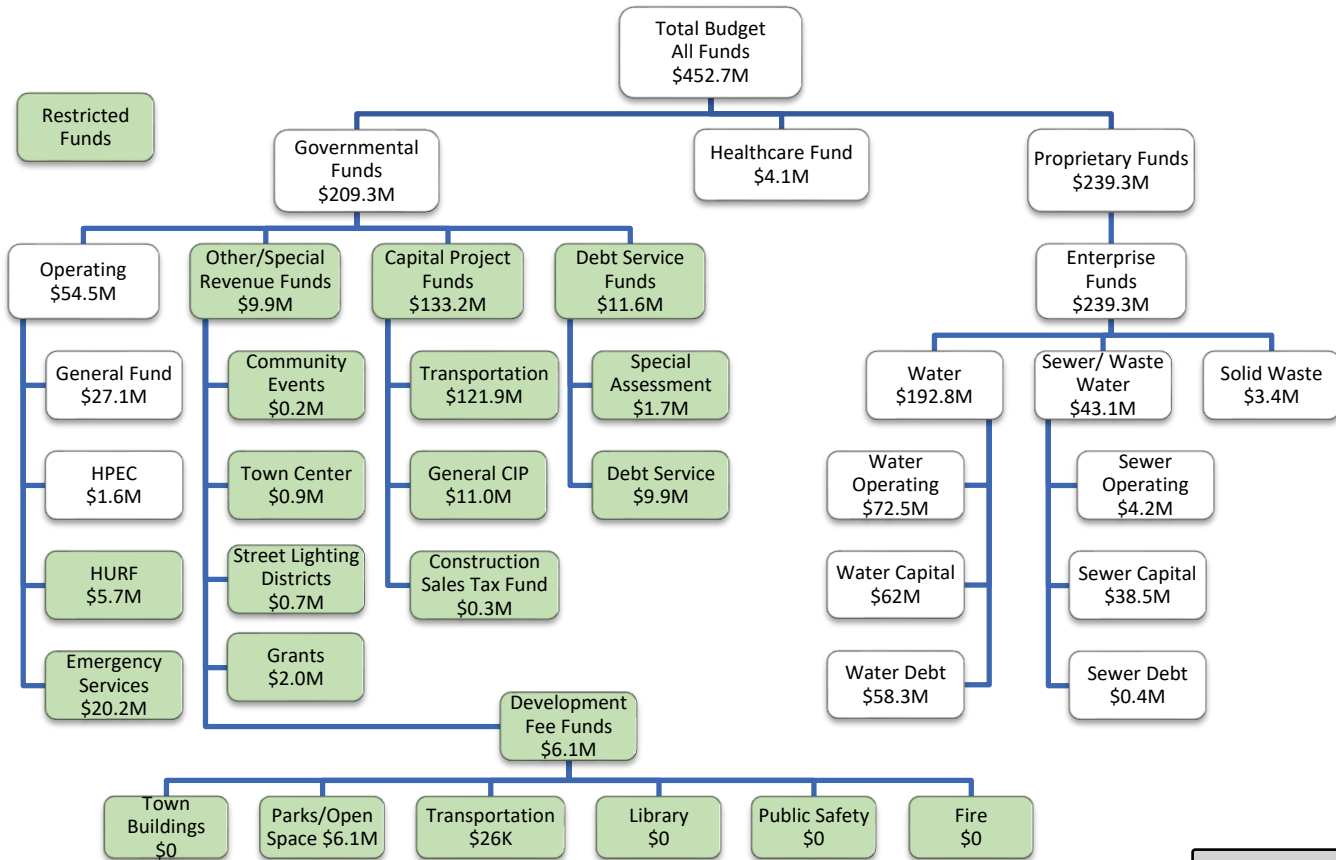 Total Budget
All Funds
$452.7M
Restricted
Funds
Governmental
Funds
$209.3M
Healthcare Fund
$4.1M
Proprietary Funds
$239.3M
Operating
$54.5M
Other/Special
Revenue Funds
$9.9M
Capital Project
Funds
$133.2M
Debt Service
Funds
$11.6M
Enterprise
Funds
$239.3M
General Fund
$27.1M
Community
Events
$0.2M
Transportation
$121.9M
Special
Assessment
$1.7M
Water
$192.8M
Sewer/ Waste
Water
$43.1M
Solid Waste
$3.4M
HPEC
$1.6M
Town Center
$0.9M
General CIP
$11.0M
Debt Service
$9.9M
Water
Operating
$72.5M
Sewer
Operating
$4.2M
HURF
$5.7M
Street Lighting
Districts
$0.7M
Construction
Sales Tax Fund
$0.3M
Water Capital
$62M
Sewer Capital
$38.5M
Emergency
Services
$20.2M
Grants
$2.0M
Water Debt
$58.3M
Sewer Debt
$0.4M
Development
Fee Funds
$6.1M
Town
Buildings
$0
Parks/Open
Space $6.1M
Transportation
$26K
Library
$0
Public Safety
$0
Fire
$0